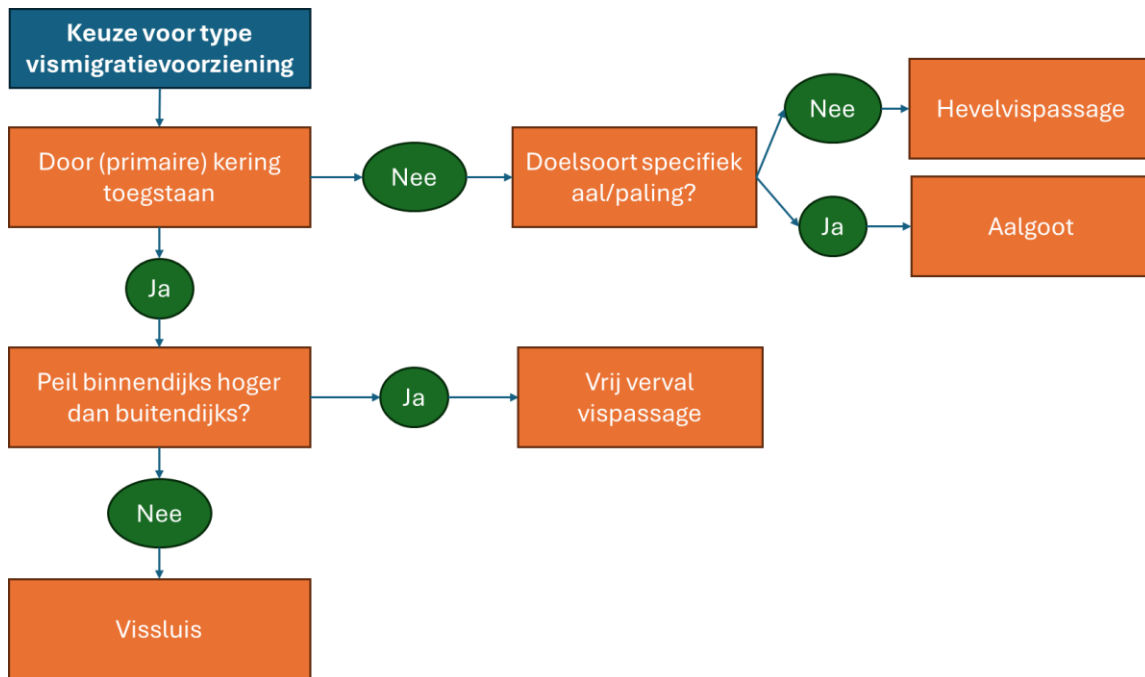 Keuze voor type
vismigratievoorziening
Door (primaire) kering
toegstaan
Nee
Doelsoort specifiek
aal/paling?
Nee
Hevelvispassage
Ja
Aalgoot
Ja
Peil binnendijks hoger
dan buitendijks?
Ja
Vrij verval
vispassage
Nee
Vissluis